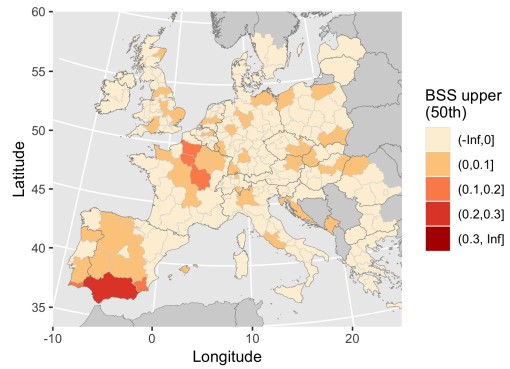 60
55
50
45
40
35
Latitude
-10
0
10
20
Longitude
BSS upper
(50th)
(-Inf,0]
(0,0.1]
(0.1,0.2]
(0.2,0.3]
(0.3, Inf]